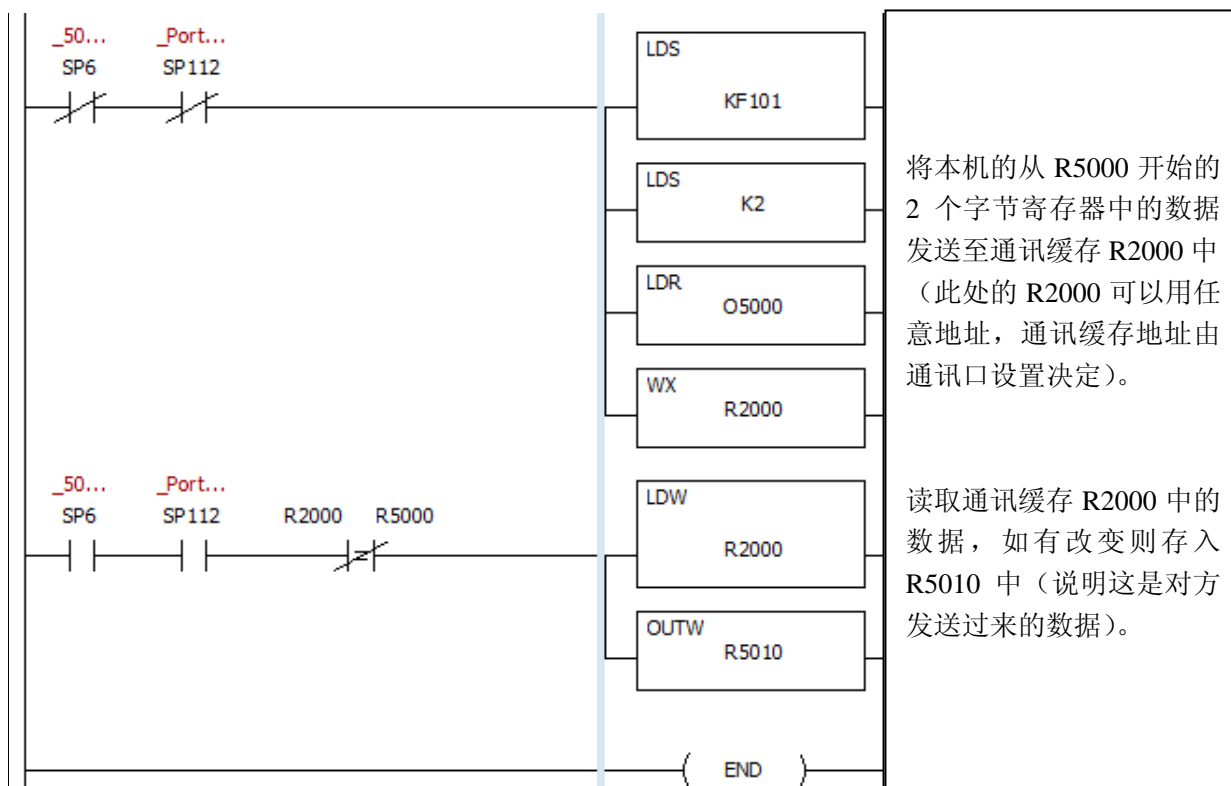 _50... _Port...
SP6 SP112
LDS
KF101
LDS
K2
LDR
O5000
WX
R2000
将本机的从 R5000 开始的
2 个字节寄存器中的数据
发送至通讯缓存 R2000 中
（此处的 R2000 可以用任
意地址，通讯缓存地址由
通讯口设置决定）。
_50... _Port...
SP6 SP112 R2000 R5000
=
LDW
R2000
OUTW
R5010
读取通讯缓存 R2000 中的
数据，如有改变则存入
R5010 中（说明这是对方
发送过来的数据）。
END